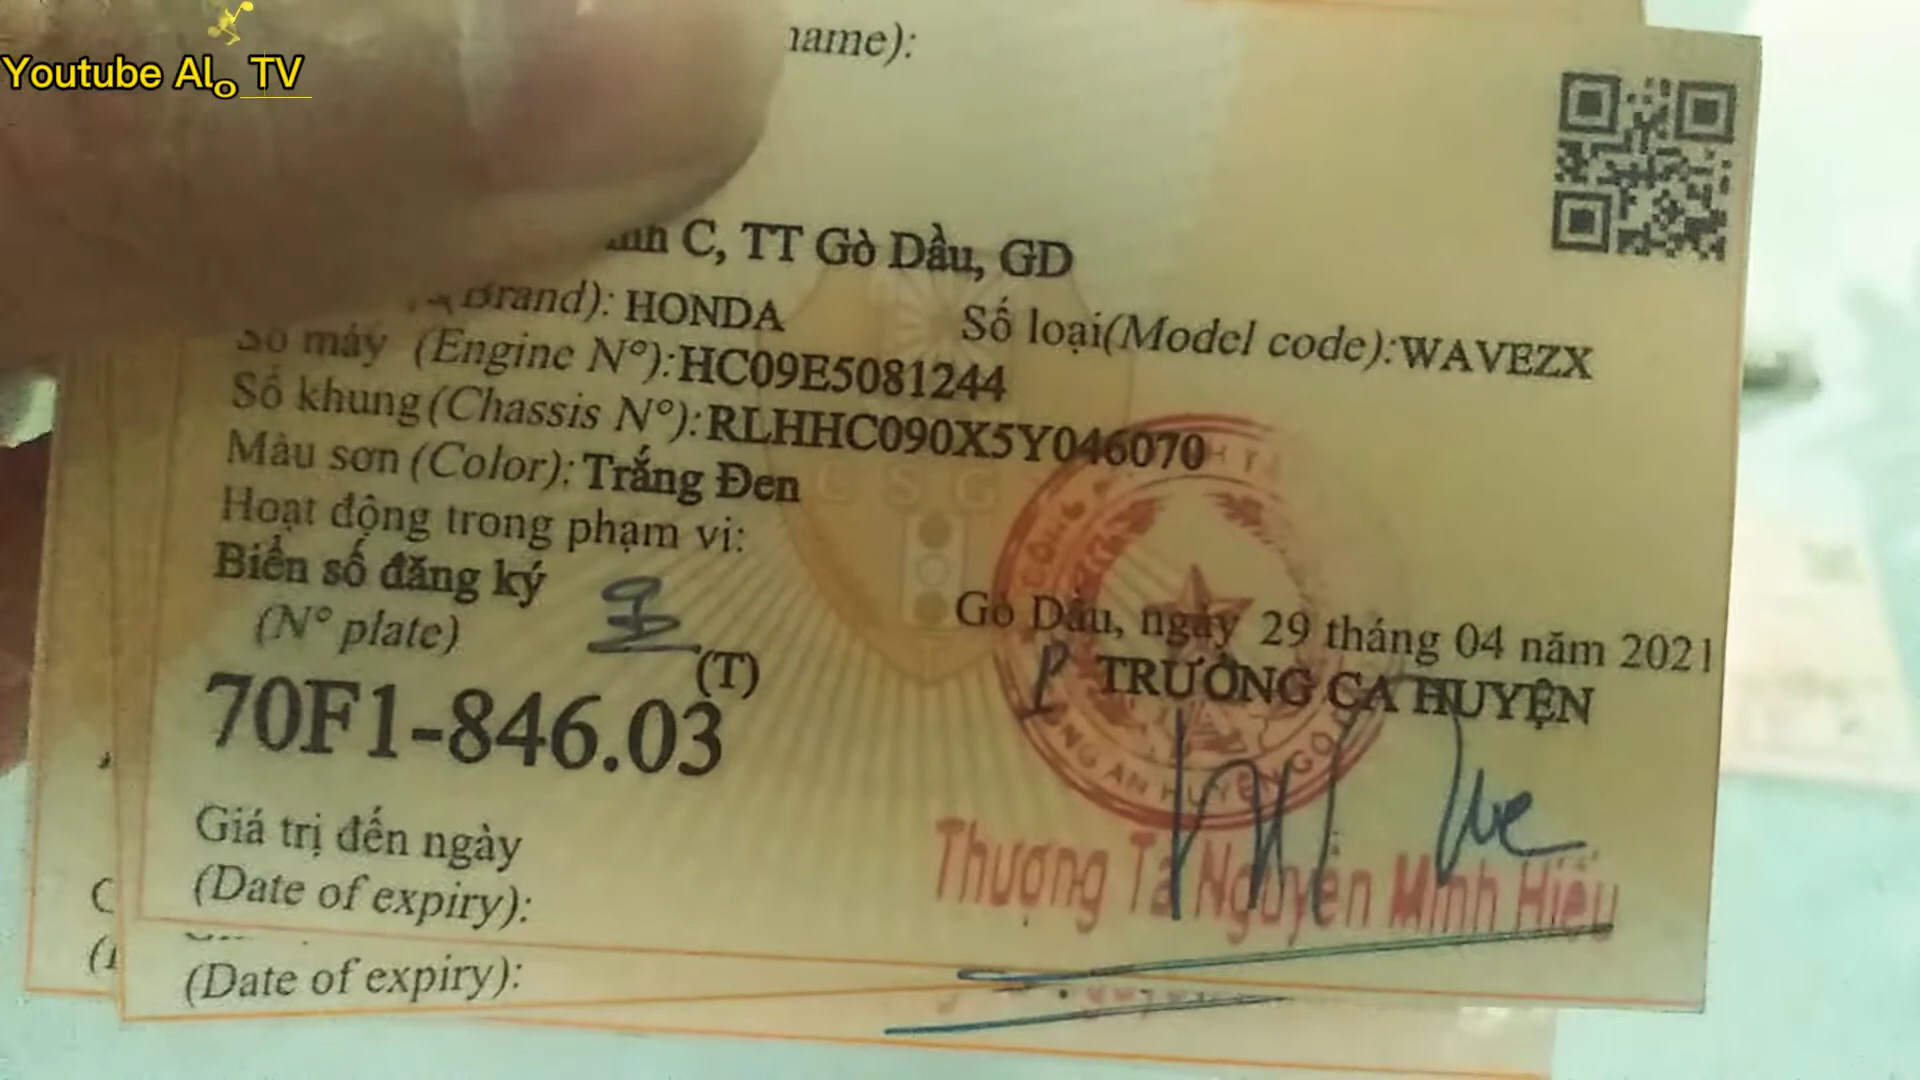 Youtube Alo TV
name):
C, TT Gò Dầu, GD
(Brand): HONDA Số loại(Model code):WAVEZX
Số máy (Engine N°):HC09E5081244
Số khung(Chassis N°):RLHHC090X5Y046070
Màu sơn (Color): Trắng Đen
Hoạt động trong phạm vi:
Biển số đăng ký
(N° plate)
(T)
70F1-846.03
Gò Dầu, ngày 29 tháng 04 năm 2021
TRƯỞNG CA HUYỆN
Thượng Tá Nguyễn Minh Hiếu
Giá trị đến ngày
(Date of expiry):
(Date of expiry):